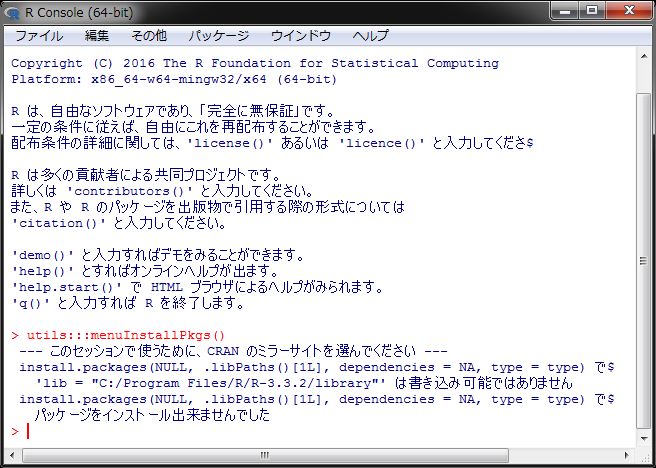 R Console (64-bit)
ファイル 編集 その他 パッケージ ウインドウ ヘルプ
Copyright (C) 2016 The R Foundation for Statistical Computing
Platform: x86_64-w64-mingw32/x64 (64-bit)
R は、自由なソフトウェアであり、「完全に無保証」です。
一定の条件に従えば、自由にこれを再配布することができます。
配布条件の詳細に関しては、'license()' あるいは 'licence()' と入力してくださ$
R は多くの貢献者による共同プロジェクトです。
詳しくは 'contributors()' と入力してください。
また、R や R のパッケージを出版物で引用する際の形式については
'citation()' と入力してください。
'demo()' と入力すればデモをみることができます。
'help()' とすればオンラインヘルプが出ます。
'help.start()' で HTML ブラウザによるヘルプがみられます。
'q()' と入力すれば R を終了します。
> utils:::menuInstallPkgs()
--- このセッションで使うために、CRAN のミラーサイトを選んでください ---
install.packages(NULL, .libPaths()[1L], dependencies = NA, type = type) で$
'lib = "C:/Program Files/R/R-3.3.2/library"' は書き込み可能ではありません
install.packages(NULL, .libPaths()[1L], dependencies = NA, type = type) で$
パッケージをインストール出来ませんでした
>